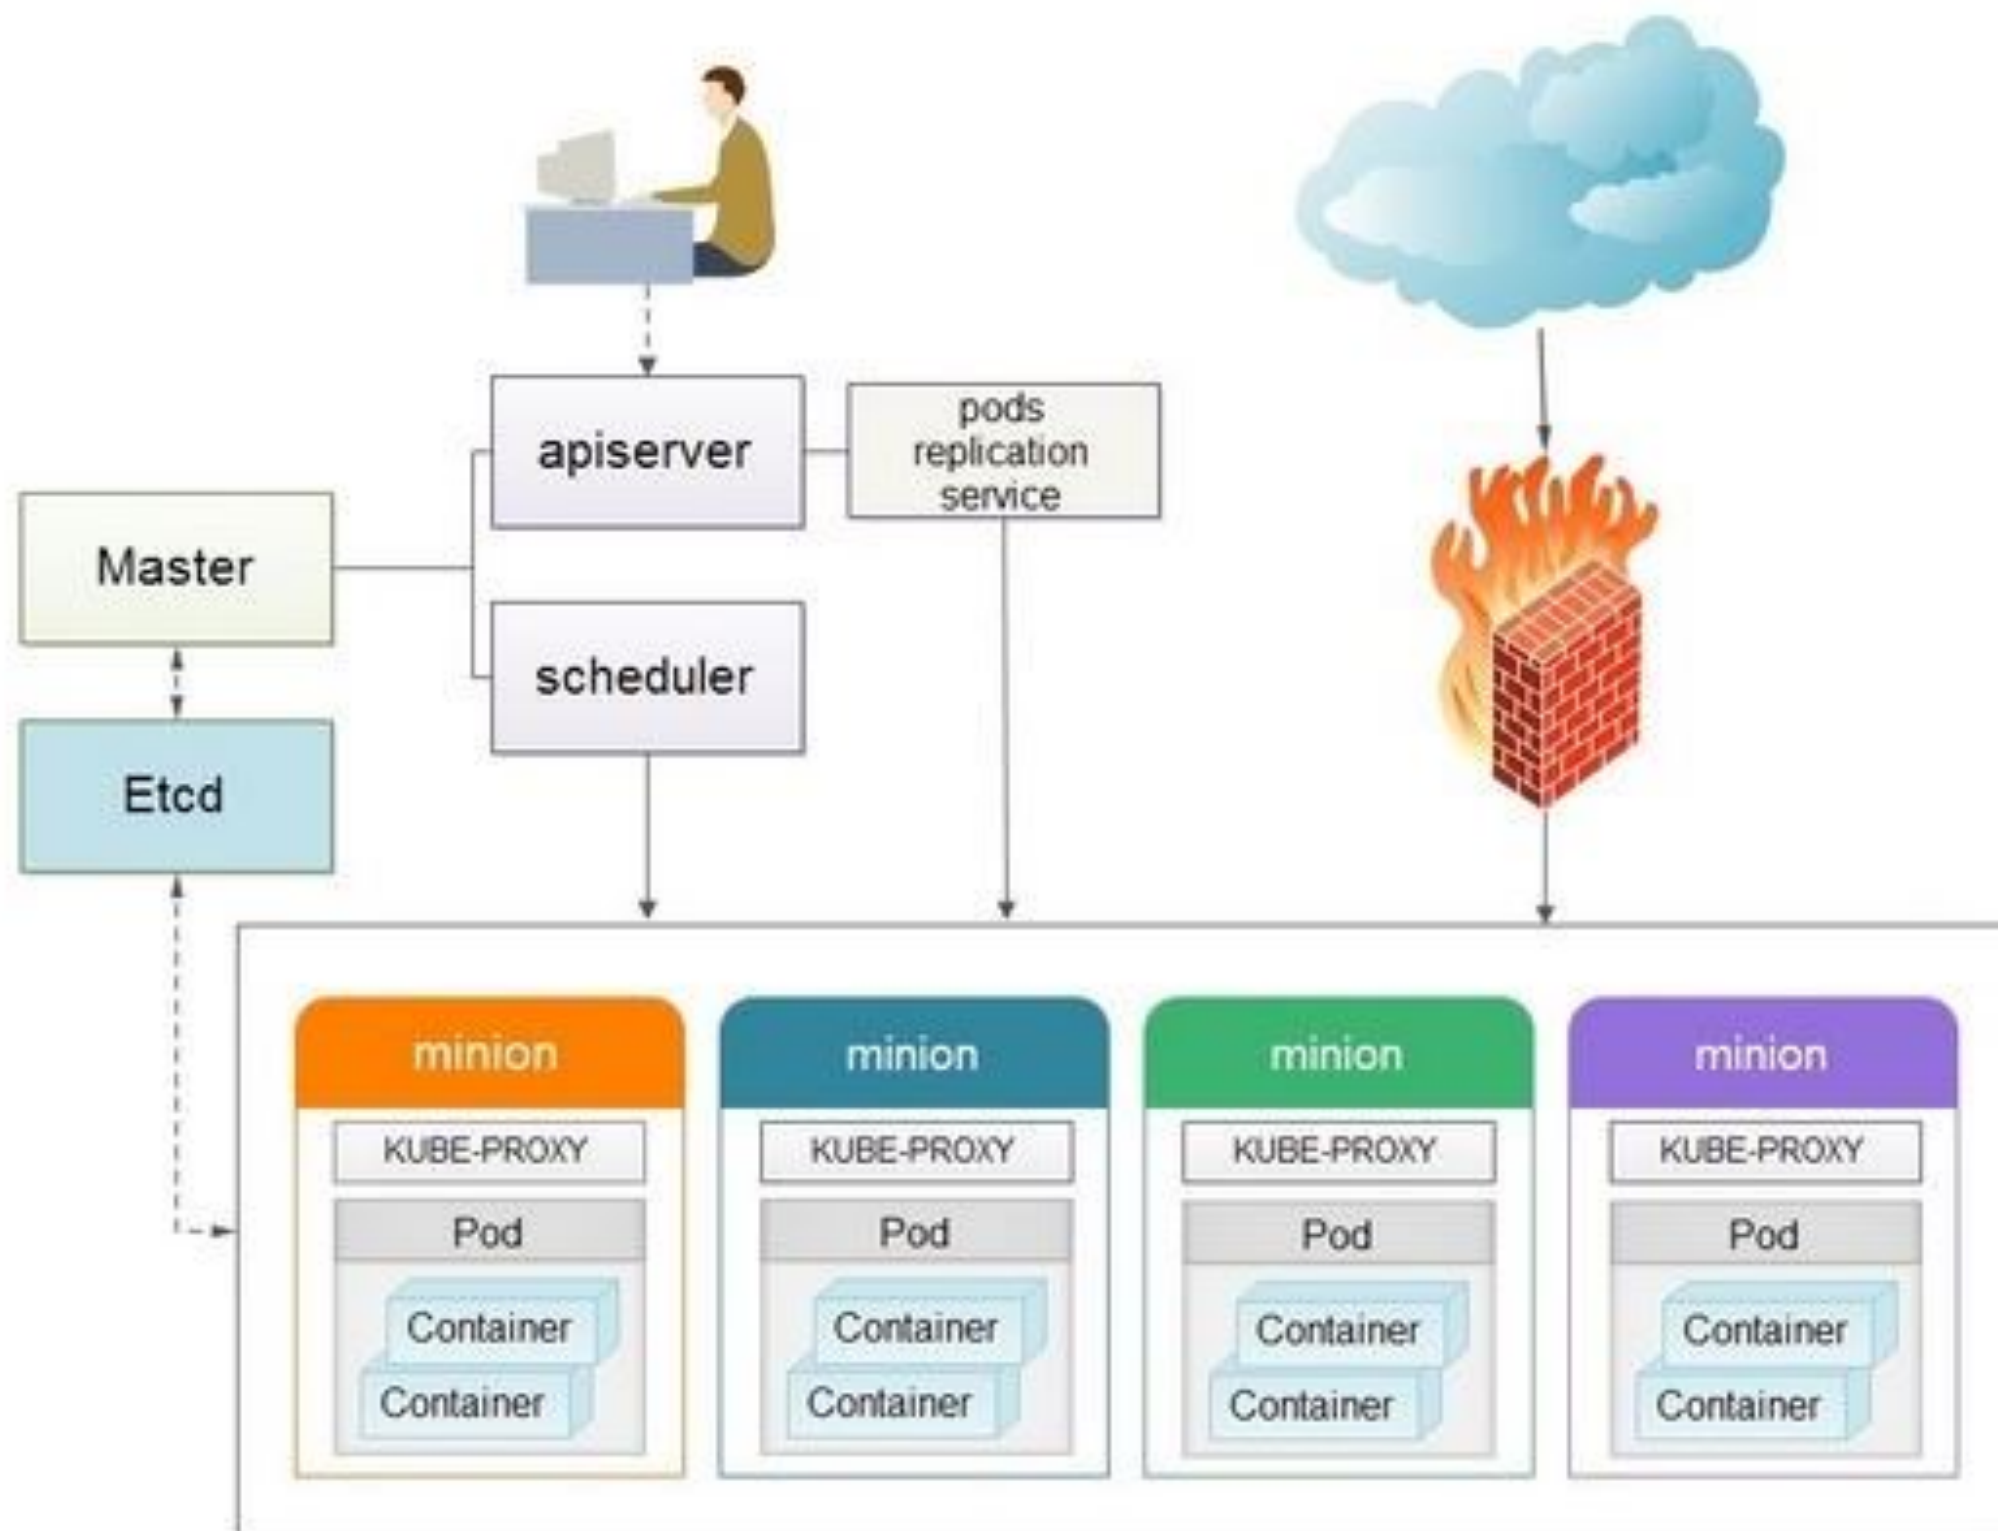 apiserver
pods
replication
service
Master
scheduler
Etcd
minion
minion
minion
minion
KUBE-PROXY
KUBE-PROXY
KUBE-PROXY
KUBE-PROXY
Pod
Pod
Pod
Pod
Container
Container
Container
Container
Container
Container
Container
Container